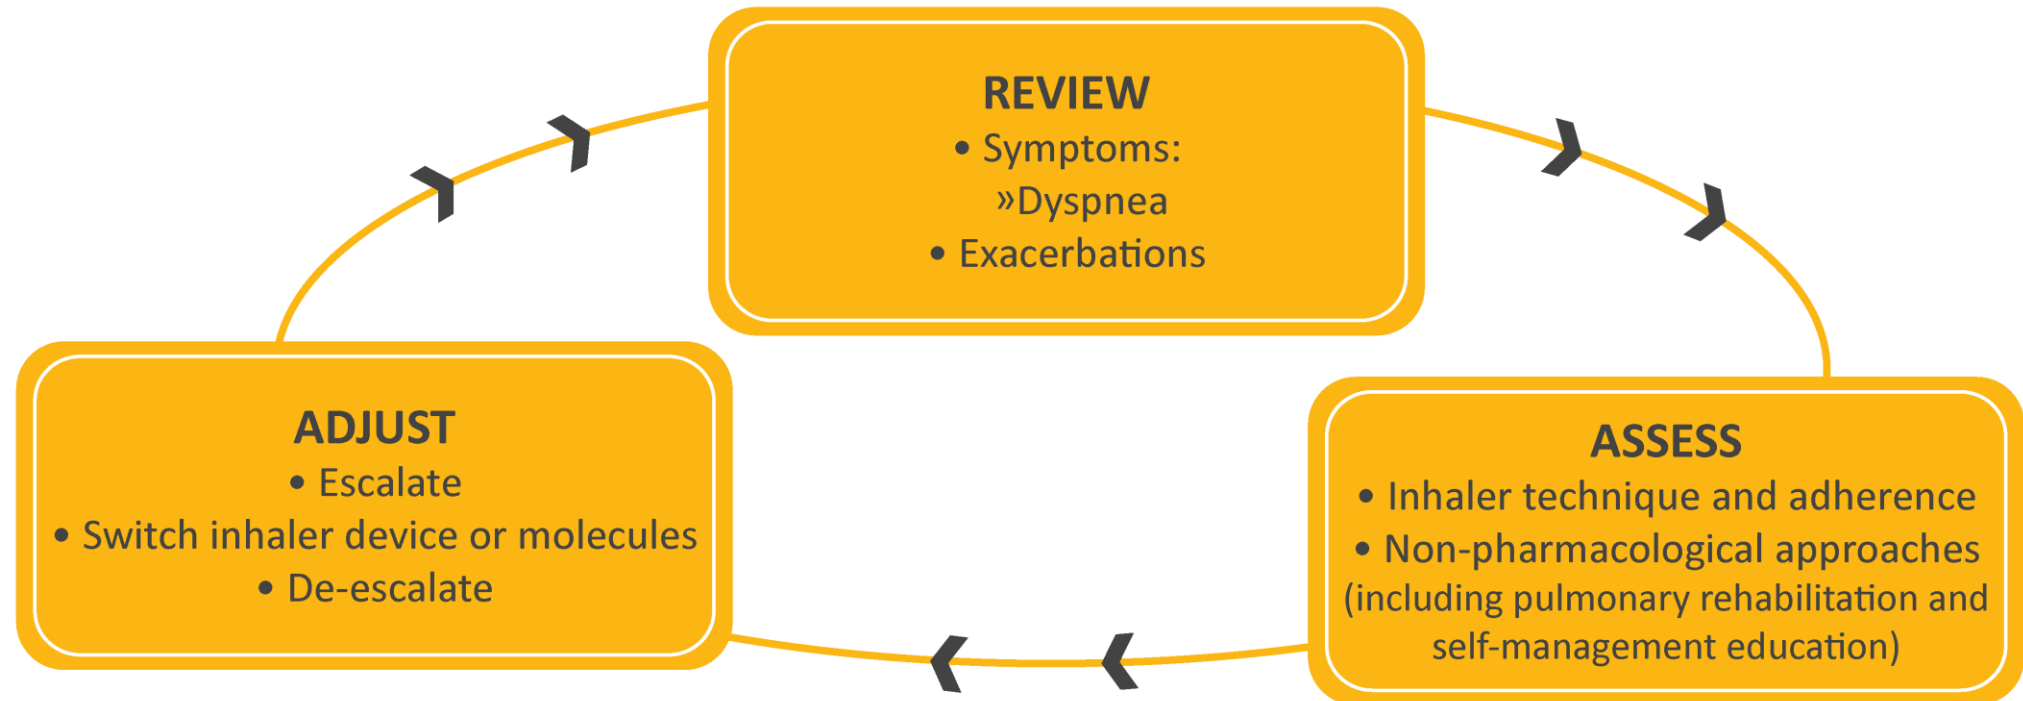 REVIEW
• Symptoms:
»Dyspnea
• Exacerbations
ADJUST
• Escalate
• Switch inhaler device or molecules
• De-escalate
ASSESS
• Inhaler technique and adherence
• Non-pharmacological approaches
(including pulmonary rehabilitation and
self-management education)